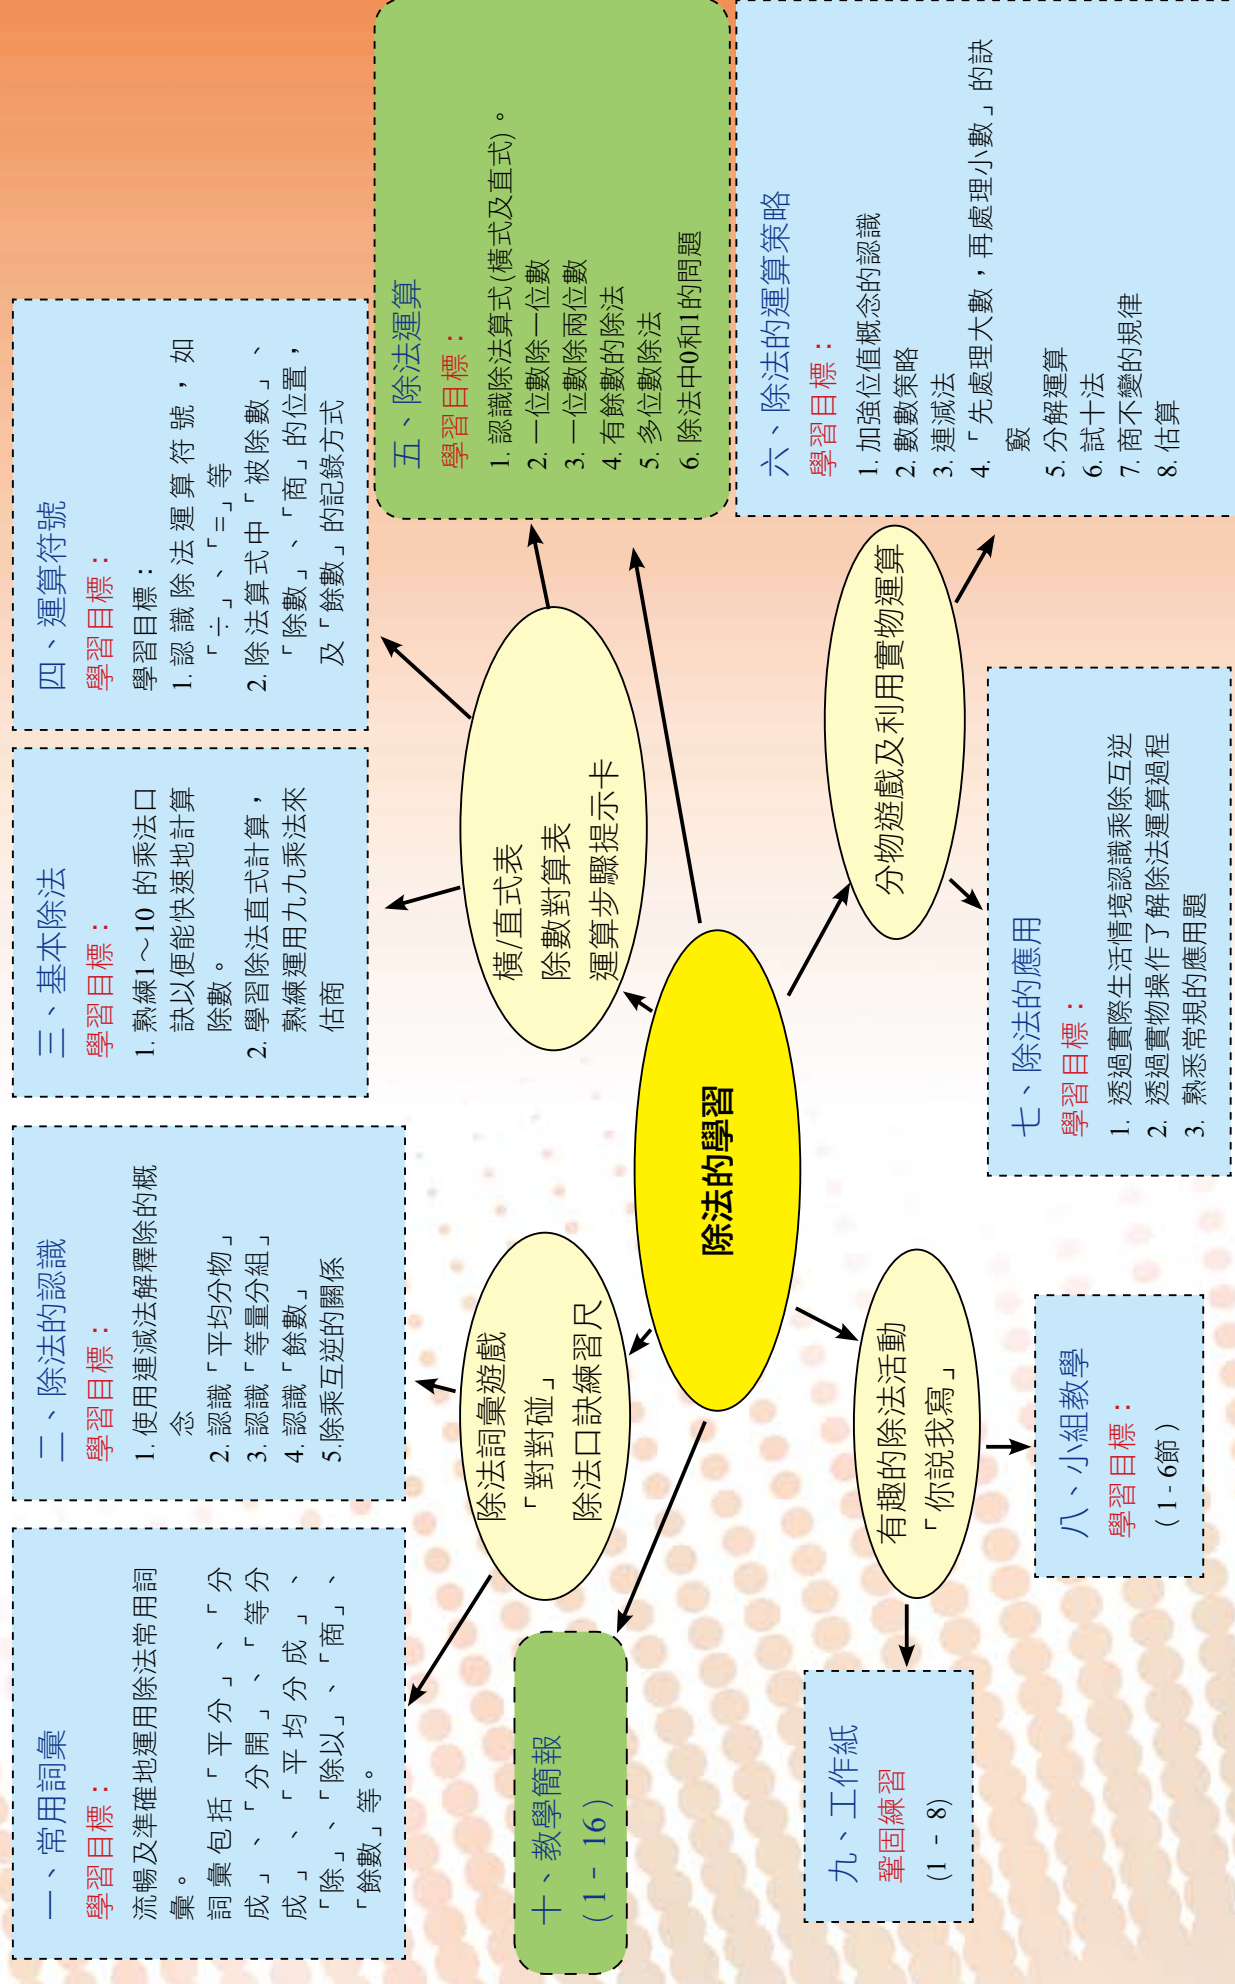 一、常用詞彙
學習目標：
流暢及準確地運用除法常用詞
彙。
詞彙包括「平分」、「分
成」、「分開」、「等分
成」、「平均分成」、
「除」、「除以」、「商」、
「餘數」等。
二、除法的認識
學習目標：
1. 使用連減法解釋除的概
念
2. 認識「平均分物」
3. 認識「等量分組」
4. 認識「餘數」
5.除乘互逆的關係
三、基本除法
學習目標：
1. 熟練1～10 的乘法口
訣以便能快速地計算
除數。
2. 學習除法直式計算，
熟練運用九九乘法來
估商
四、運算符號
學習目標：
學習目標：
1. 認識除法運算符號，如
「÷」、「=」等
2. 除法算式中「被除數」、
「除數」、「商」的位置，
及「餘數」的記錄方式
除法詞彙遊戲
「對對碰」
除法口訣練習尺
橫/直式表
除數對算表
運算步驟提示卡
五、除法運算
學習目標：
1. 認識除法算式(橫式及直式)。
2. 一位數除一位數
3. 一位數除兩位數
4. 有餘數的除法
5. 多位數除法
6. 除法中0和1的問題
十、教學簡報
（1 - 16）
除法的學習
有趣的除法活動
「你說我寫」
分物遊戲及利用實物運算
六、除法的運算策略
學習目標：
1. 加強位值概念的認識
2. 數數策略
3. 連減法
4. 「先處理大數，再處理小數」的訣
竅
5. 分解運算
6. 試十法
7. 商不變的規律
8. 估算
九、工作紙
鞏固練習
(1 - 8)
八、小組教學
學習目標：
（1 - 6節）
七、除法的應用
學習目標：
1. 透過實際生活情境認識乘除互逆
2. 透過實物操作了解除法運算過程
3. 熟悉常規的應用題